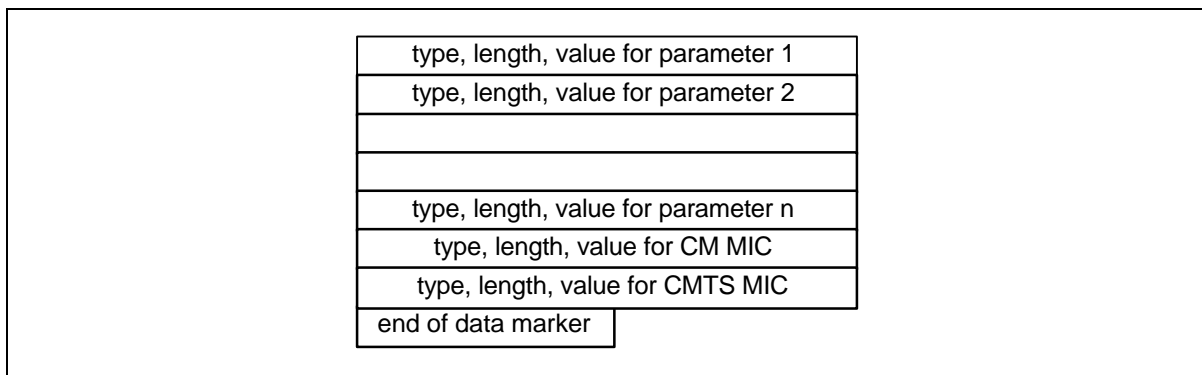 type, length, value for parameter 1
type, length, value for parameter 2
type, length, value for parameter n
type, length, value for CM MIC
type, length, value for CMTS MIC
end of data marker